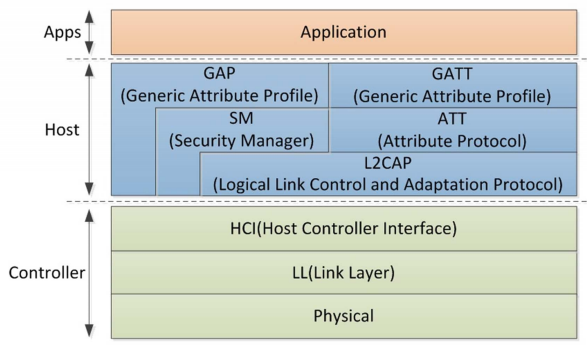 Apps
Application
Host
GAP
(Generic Attribute Profile)
GATT
(Generic Attribute Profile)
SM
(Security Manager)
ATT
(Attribute Protocol)
L2CAP
(Logical Link Control and Adaptation Protocol)
Controller
HCI(Host Controller Interface)
LL(Link Layer)
Physical